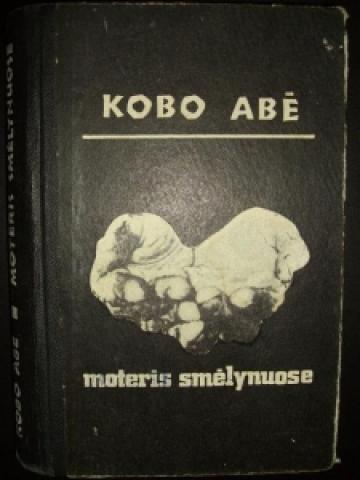 KOBO ABĖ
moteris smėlynuose
KOBO ABĖ ■ MOTERIS SMĖLYNUOSE